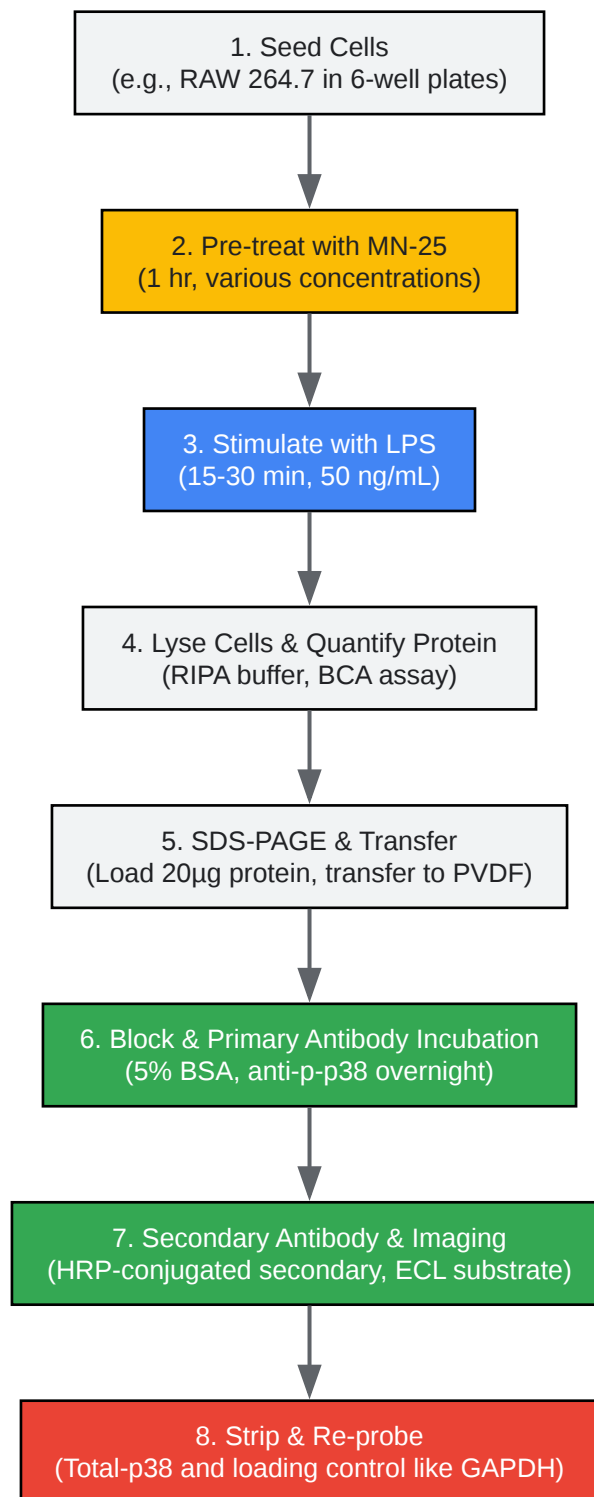 1. Seed Cells
(e.g., RAW 264.7 in 6-well plates)
2. Pre-treat with MN-25
(1 hr, various concentrations)
3. Stimulate with LPS
(15-30 min, 50 ng/mL)
4. Lyse Cells & Quantify Protein
(RIPA buffer, BCA assay)
5. SDS-PAGE & Transfer
(Load 20µg protein, transfer to PVDF)
6. Block & Primary Antibody Incubation
(5% BSA, anti-p-p38 overnight)
7. Secondary Antibody & Imaging
(HRP-conjugated secondary, ECL substrate)
8. Strip & Re-probe
(Total-p38 and loading control like GAPDH)